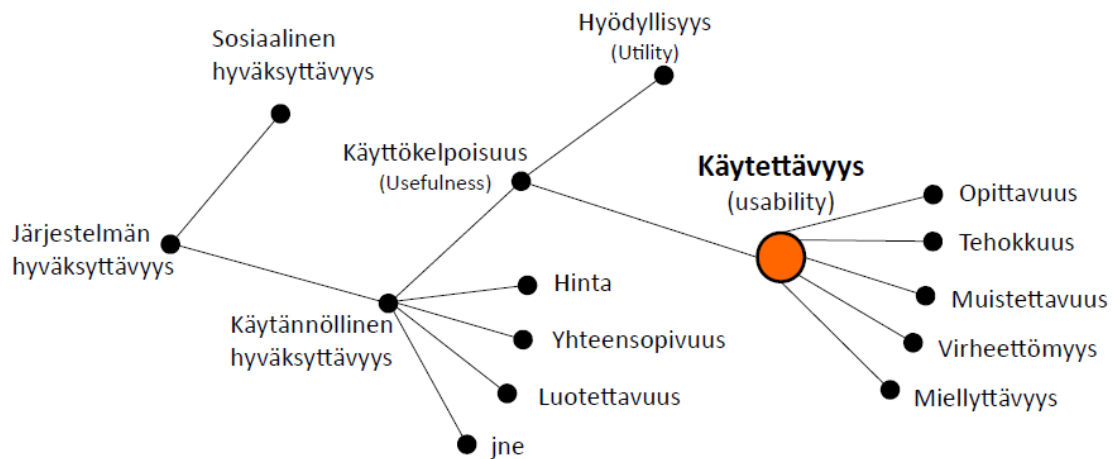 Sosiaalinen
hyväksyttävyys
Hyödyllisyys
(Utility)
Käyttökelpoisuus
(Usefulness)
Käytettävyys
(usability)
Opittavuus
Tehokkuus
Muistettavuus
Virheettömyys
Miellyttävyys
Järjestelmän
hyväksyttävyys
Käytännöllinen
hyväksyttävyys
Hinta
Yhteensopivuus
Luotettavuus
jne